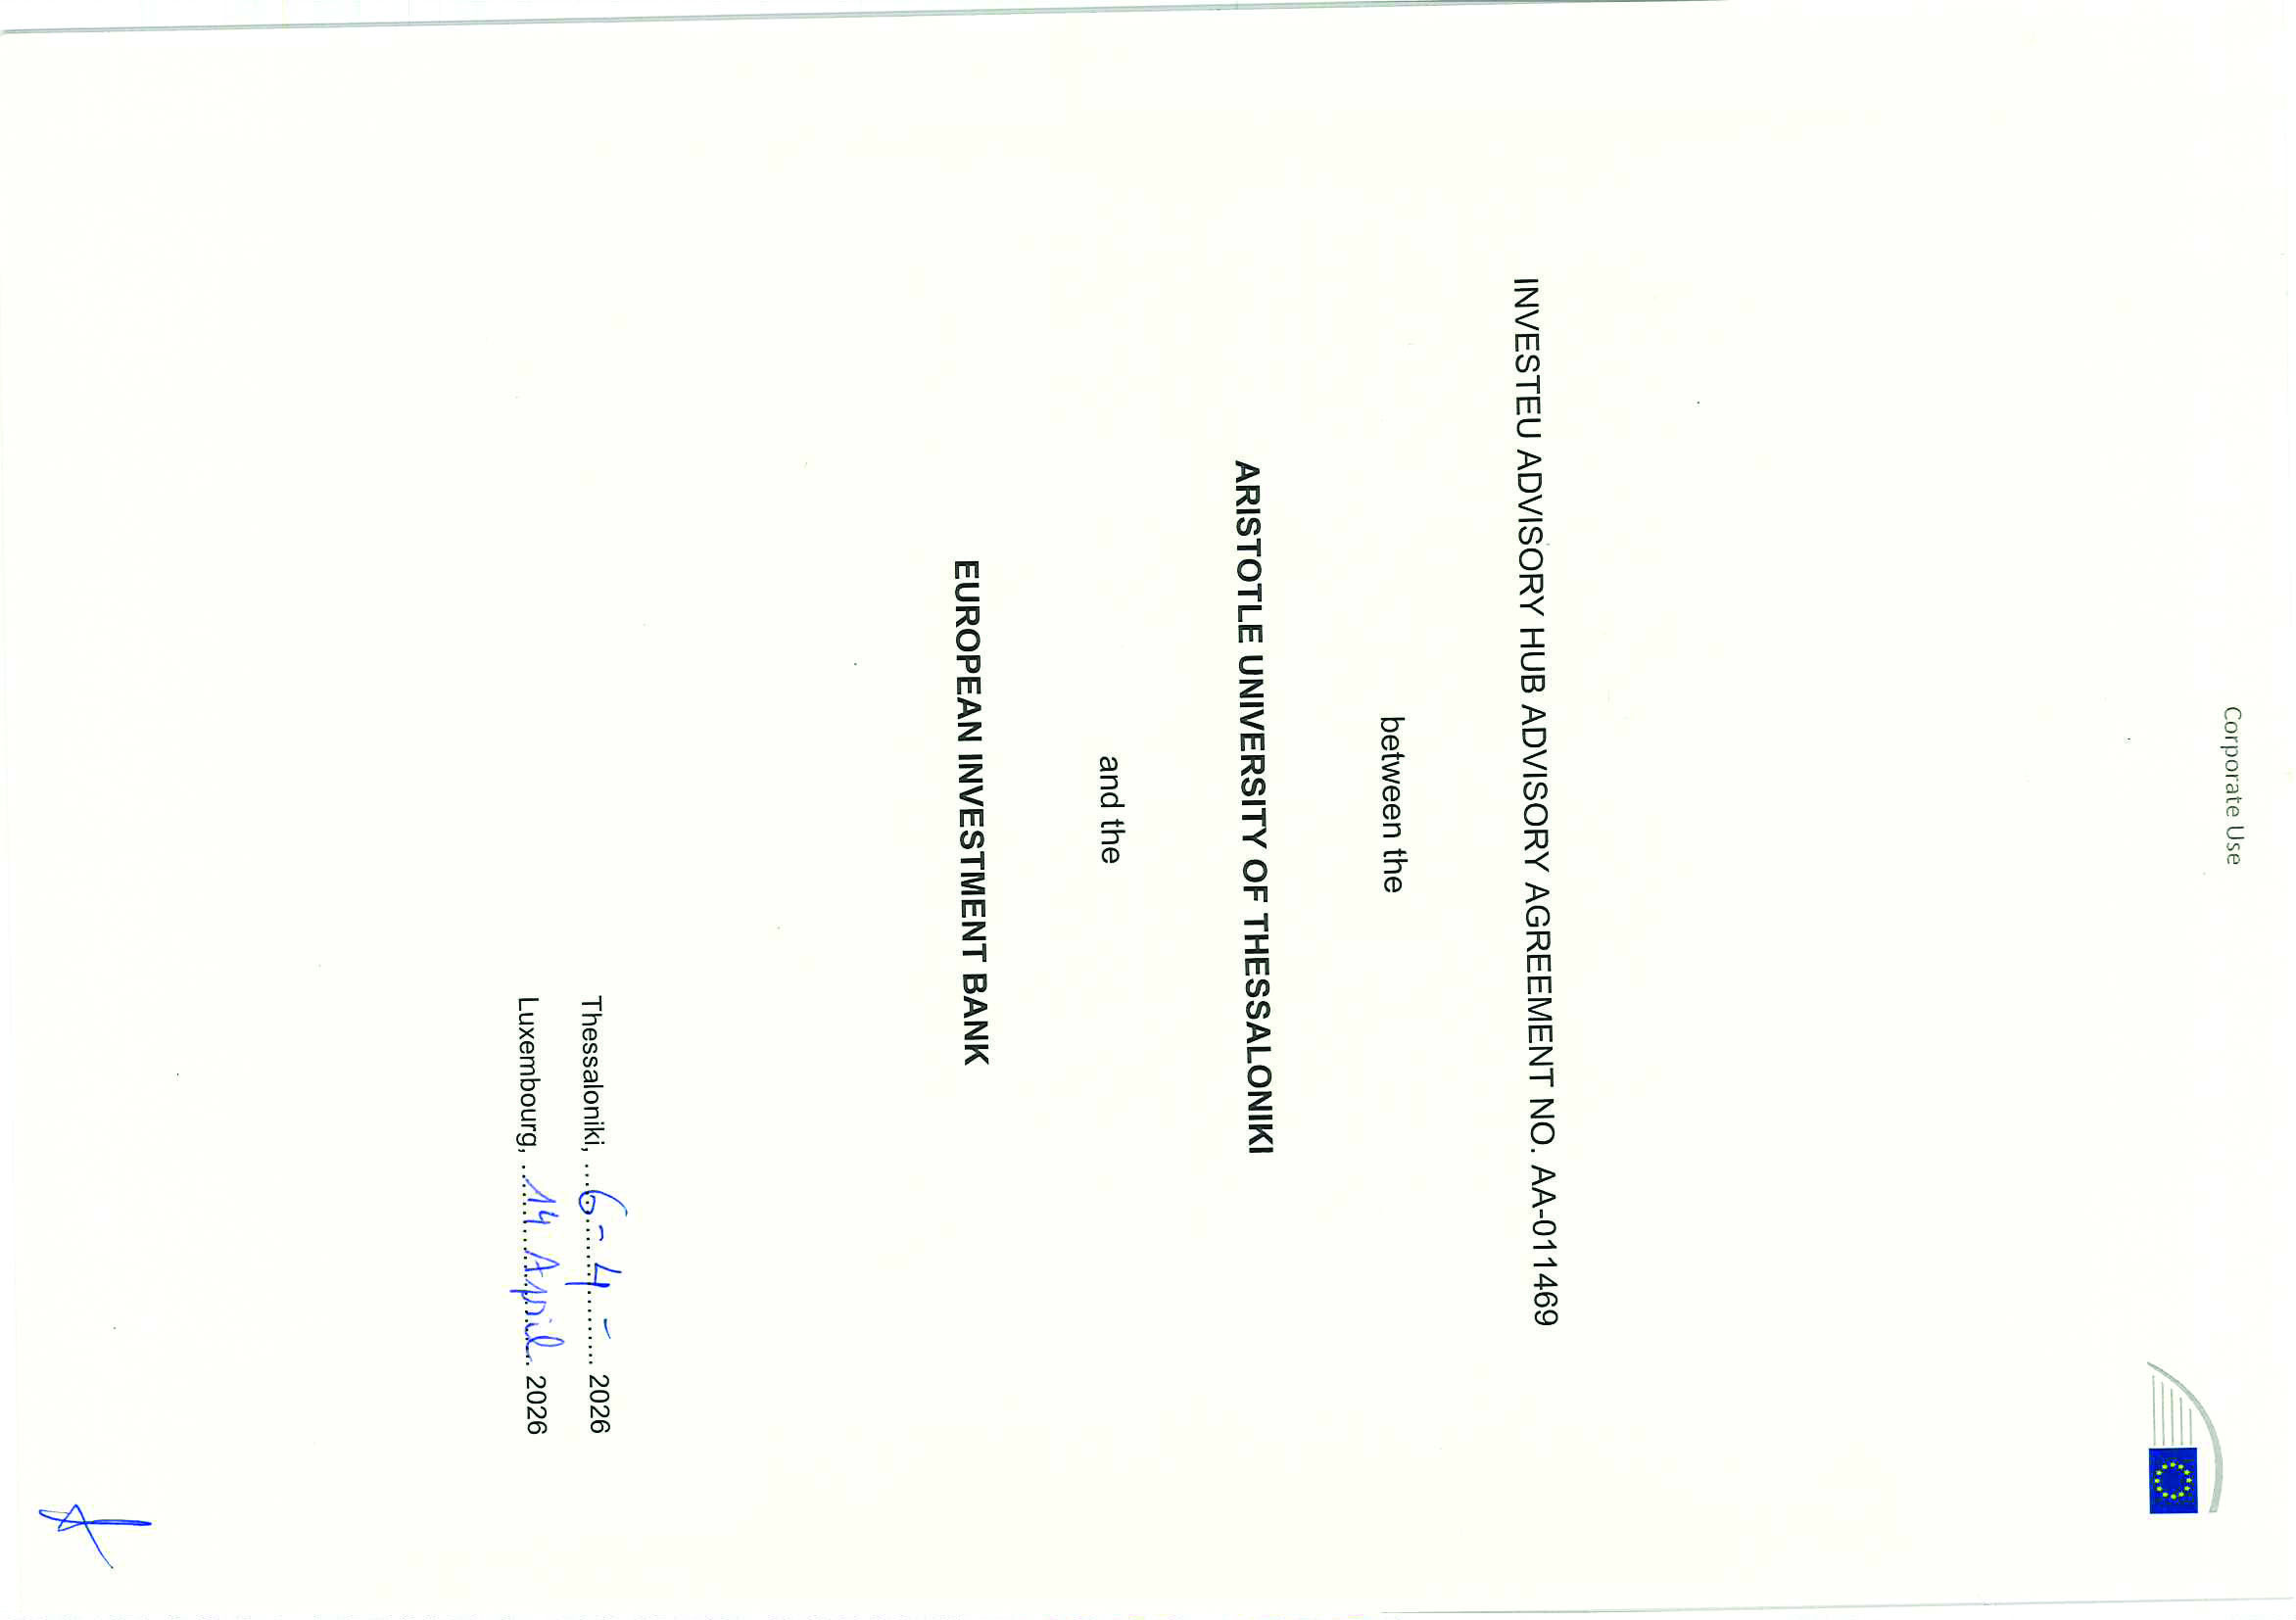 Corporate Use
INVESTEU ADVISORY HUB ADVISORY AGREEMENT NO. AA-011469
between the
ARISTOTLE UNIVERSITY OF THESSALONIKI
and the
EUROPEAN INVESTMENT BANK
Thessaloniki, ...6 - 4 -... 2026
Luxembourg, ...14 April... 2026